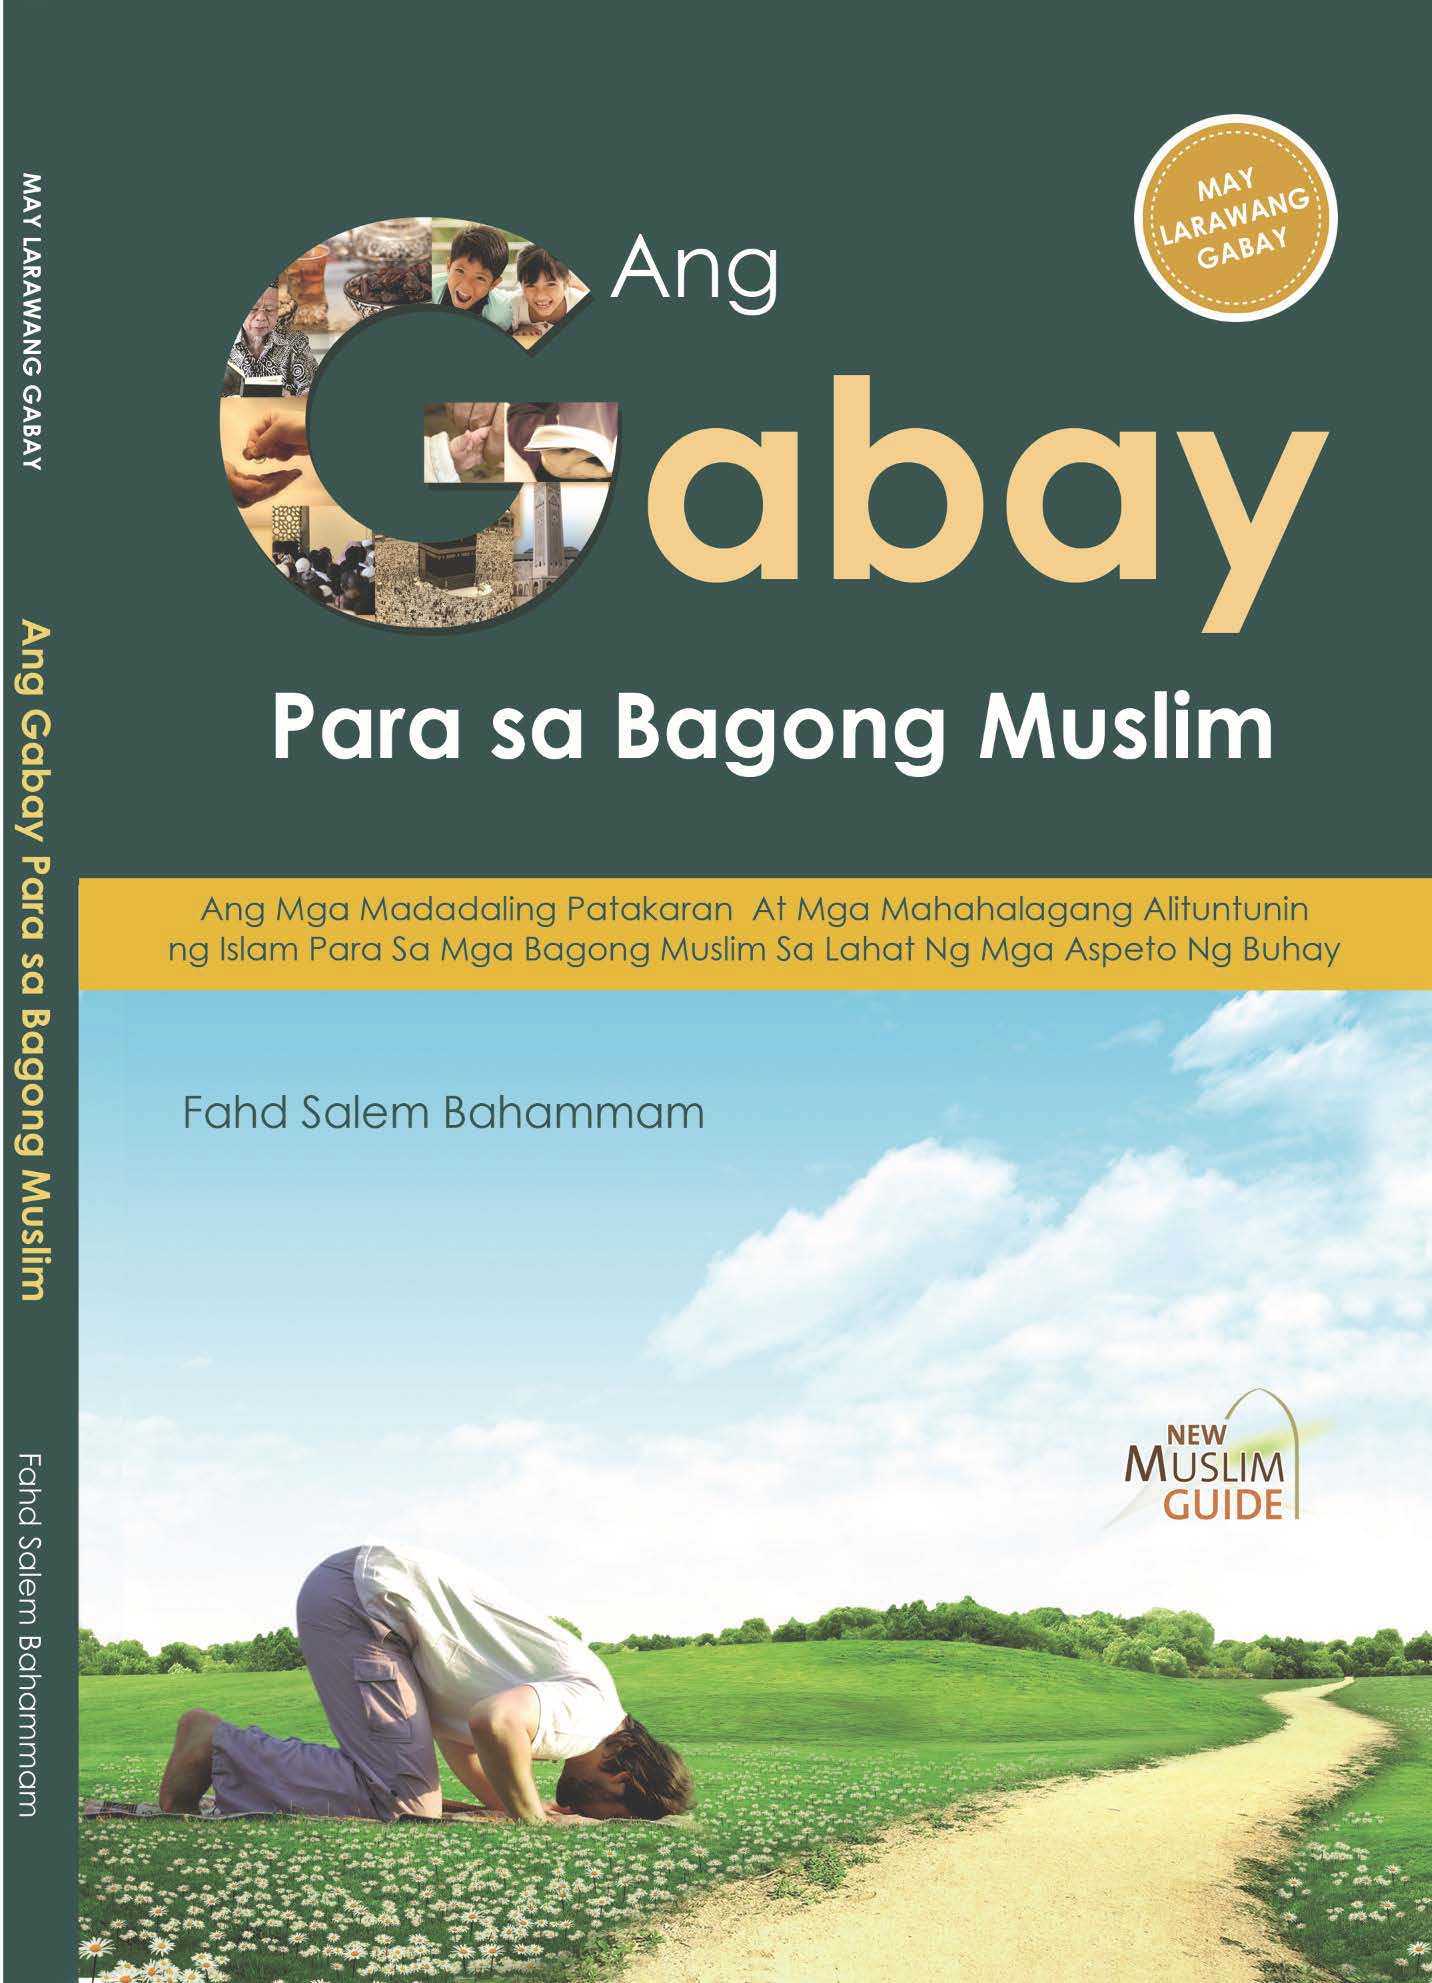 MAY LARAWANG GABAY
Ang Gabay Para sa Bagong Muslim
Fahd Salem Bahammam
MAY
LARAWANG
GABAY
Ang
Gabay
Para sa Bagong Muslim
Ang Mga Madadaling Patakaran At Mga Mahahalagang Alituntunin
ng Islam Para Sa Mga Bagong Muslim Sa Lahat Ng Mga Aspeto Ng Buhay
Fahd Salem Bahammam
NEW
MUSLIM
GUIDE